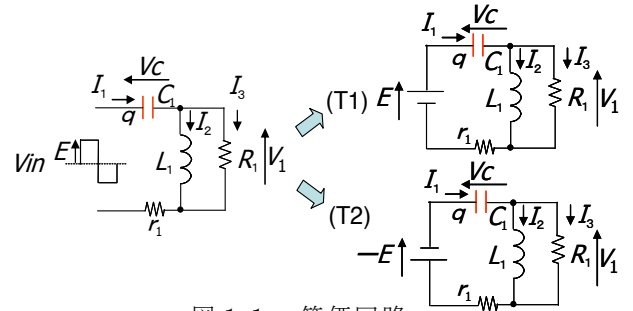 I₁ Vc I₃
q C₁ I₂
Vin E L₁ R₁ V₁
r₁
(T1)
I₁ Vc
q C₁ I₂ I₃
E L₁ R₁ V₁
r₁
(T2)
I₁ Vc
q C₁ I₂ I₃
−E L₁ R₁ V₁
r₁